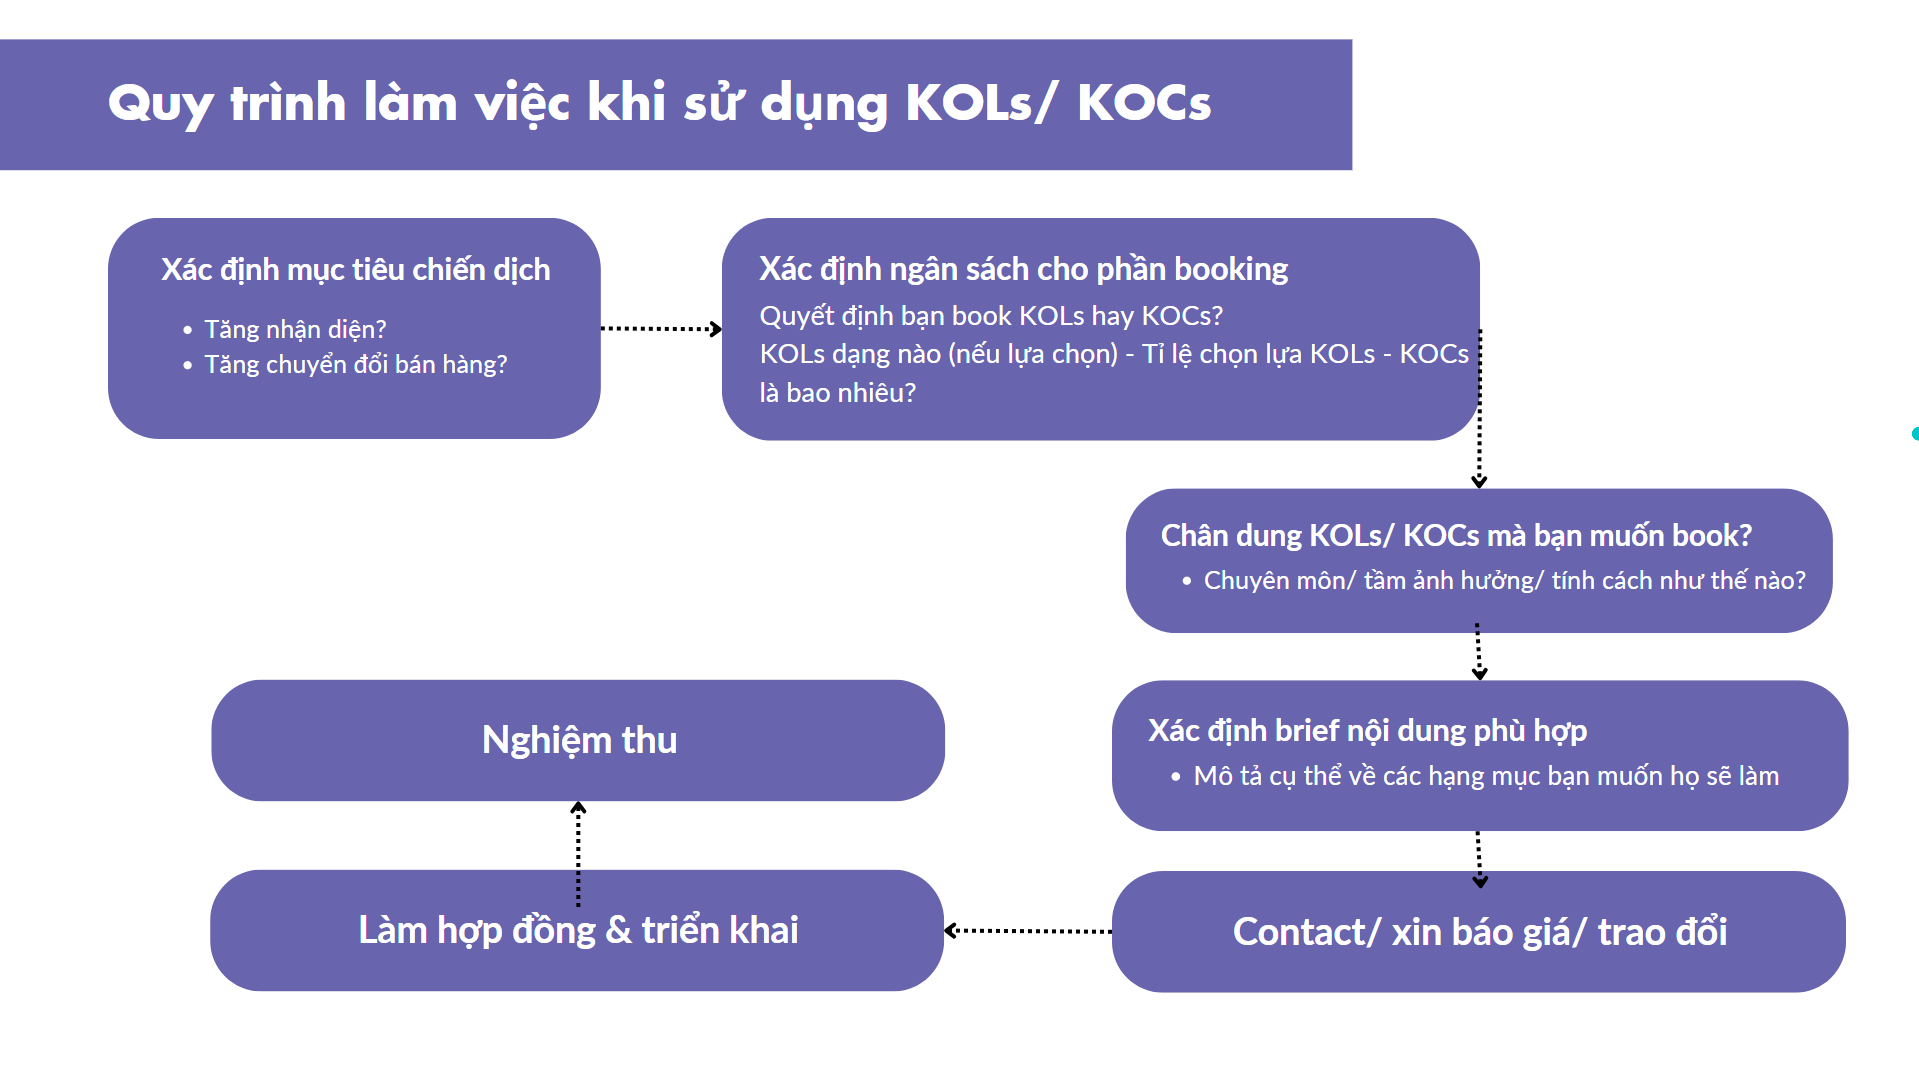 Quy trình làm việc khi sử dụng KOLs/ KOCs
Xác định mục tiêu chiến dịch
• Tăng nhận diện?
• Tăng chuyển đổi bán hàng?
Xác định ngân sách cho phần booking
Quyết định bạn book KOLs hay KOCs?
KOLs dạng nào (nếu lựa chọn) - Tỉ lệ chọn lựa KOLs - KOCs
là bao nhiêu?
Chân dung KOLs/ KOCs mà bạn muốn book?
• Chuyên môn/ tầm ảnh hưởng/ tính cách như thế nào?
Xác định brief nội dung phù hợp
• Mô tả cụ thể về các hạng mục bạn muốn họ sẽ làm
Contact/ xin báo giá/ trao đổi
Làm hợp đồng & triển khai
Nghiệm thu